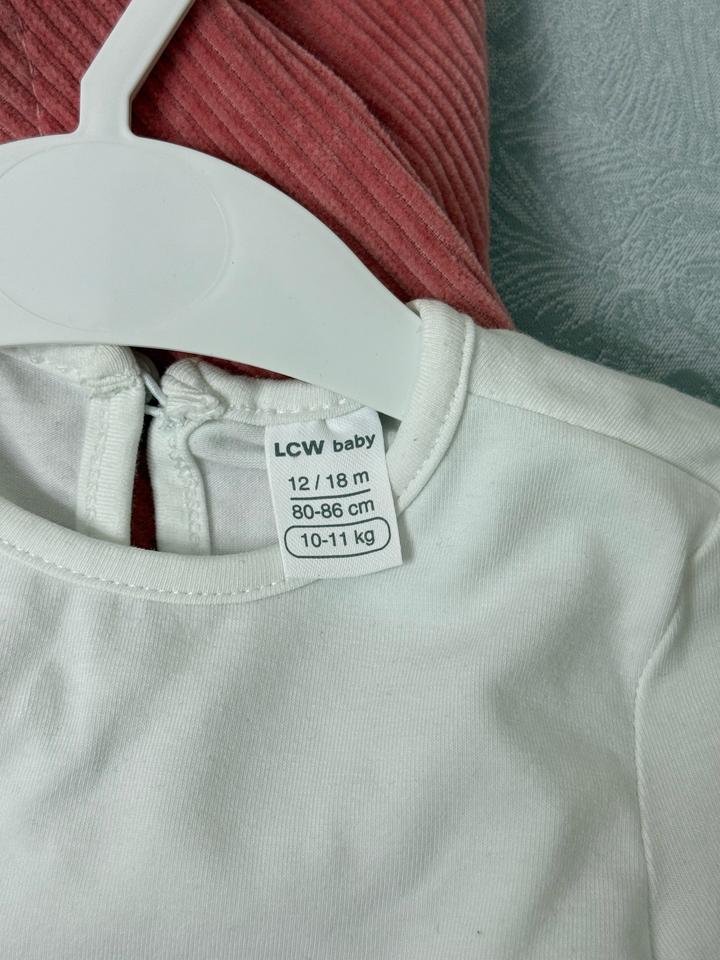 LCW baby
12 / 18 m
80-86 cm
10-11 kg